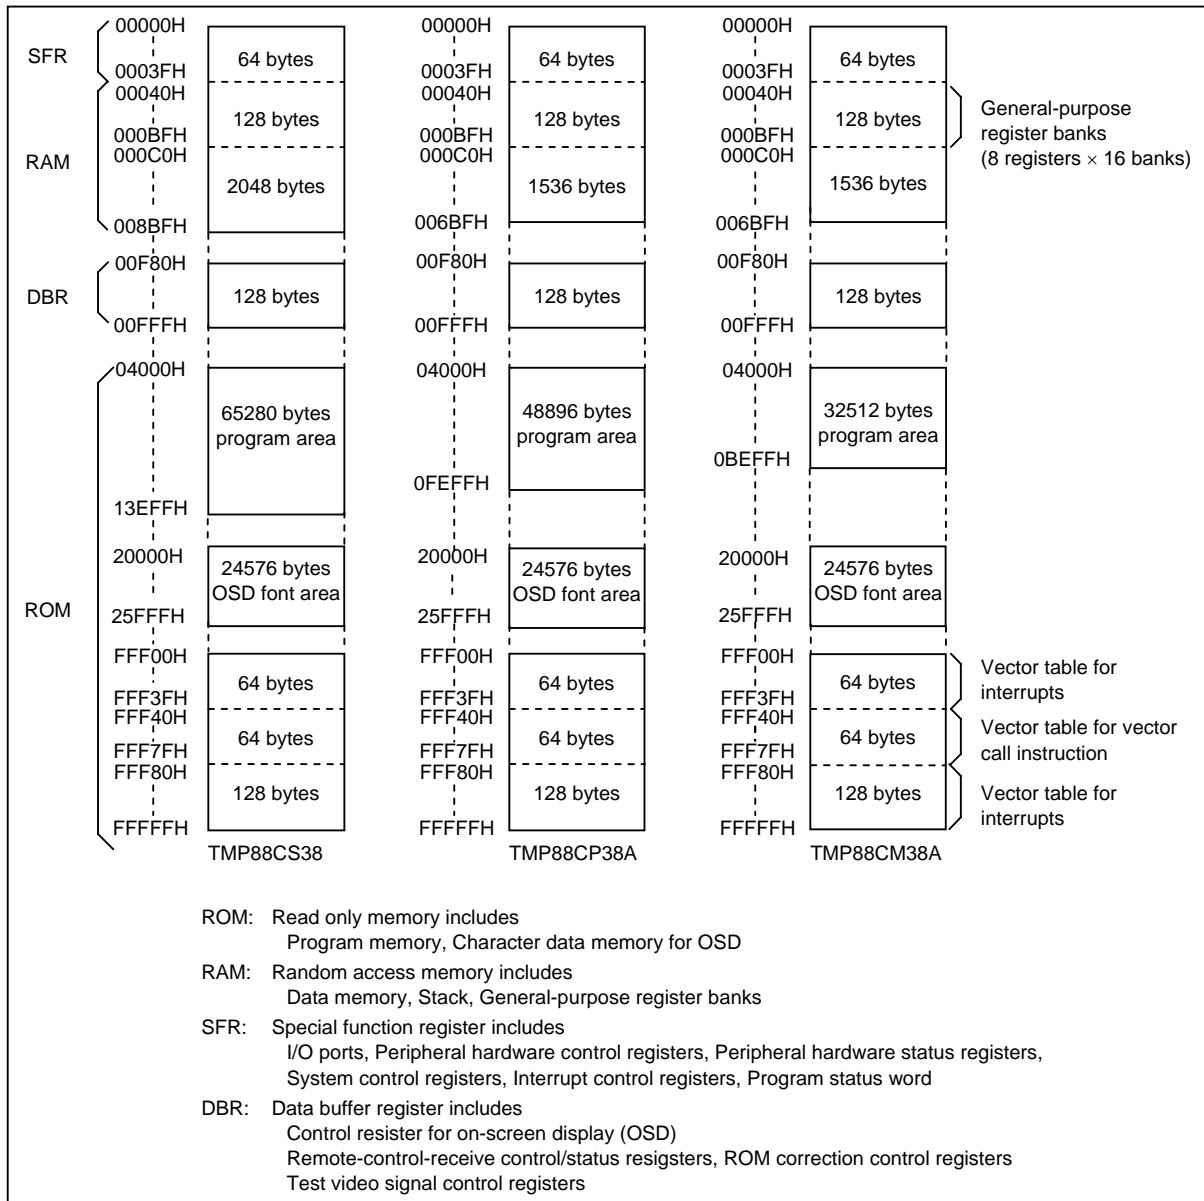 00000H 00000H 00000H
SFR 64 bytes 64 bytes 64 bytes
0003FH 0003FH 0003FH
00040H 00040H 00040H
General-purpose
128 bytes 128 bytes 128 bytes register banks
000BFH 000BFH 000BFH
000C0H 000C0H 000C0H (8 registers × 16 banks)
RAM
2048 bytes 1536 bytes 1536 bytes
008BFH 006BFH 006BFH
00F80H 00F80H 00F80H
DBR 128 bytes 128 bytes 128 bytes
00FFFH 00FFFH 00FFFH
04000H 04000H 04000H
65280 bytes 48896 bytes 32512 bytes
program area program area program area
0BEFFH
0FEFFH
13EFFH
20000H 20000H 20000H
24576 bytes 24576 bytes 24576 bytes
OSD font area OSD font area OSD font area
ROM
25FFFH 25FFFH 25FFFH
FFF00H FFF00H FFF00H
Vector table for
64 bytes 64 bytes 64 bytes interrupts
FFF3FH FFF3FH FFF3FH
FFF40H FFF40H FFF40H
Vector table for vector
64 bytes 64 bytes 64 bytes
FFF7FH FFF7FH FFF7FH call instruction
FFF80H FFF80H FFF80H
128 bytes 128 bytes 128 bytes Vector table for
interrupts
FFFFFH FFFFFH FFFFFH
TMP88CS38 TMP88CP38A TMP88CM38A
ROM: Read only memory includes
Program memory, Character data memory for OSD
RAM: Random access memory includes
Data memory, Stack, General-purpose register banks
SFR: Special function register includes
I/O ports, Peripheral hardware control registers, Peripheral hardware status registers,
System control registers, Interrupt control registers, Program status word
DBR: Data buffer register includes
Control resister for on-screen display (OSD)
Remote-control-receive control/status resigsters, ROM correction control registers
Test video signal control registers